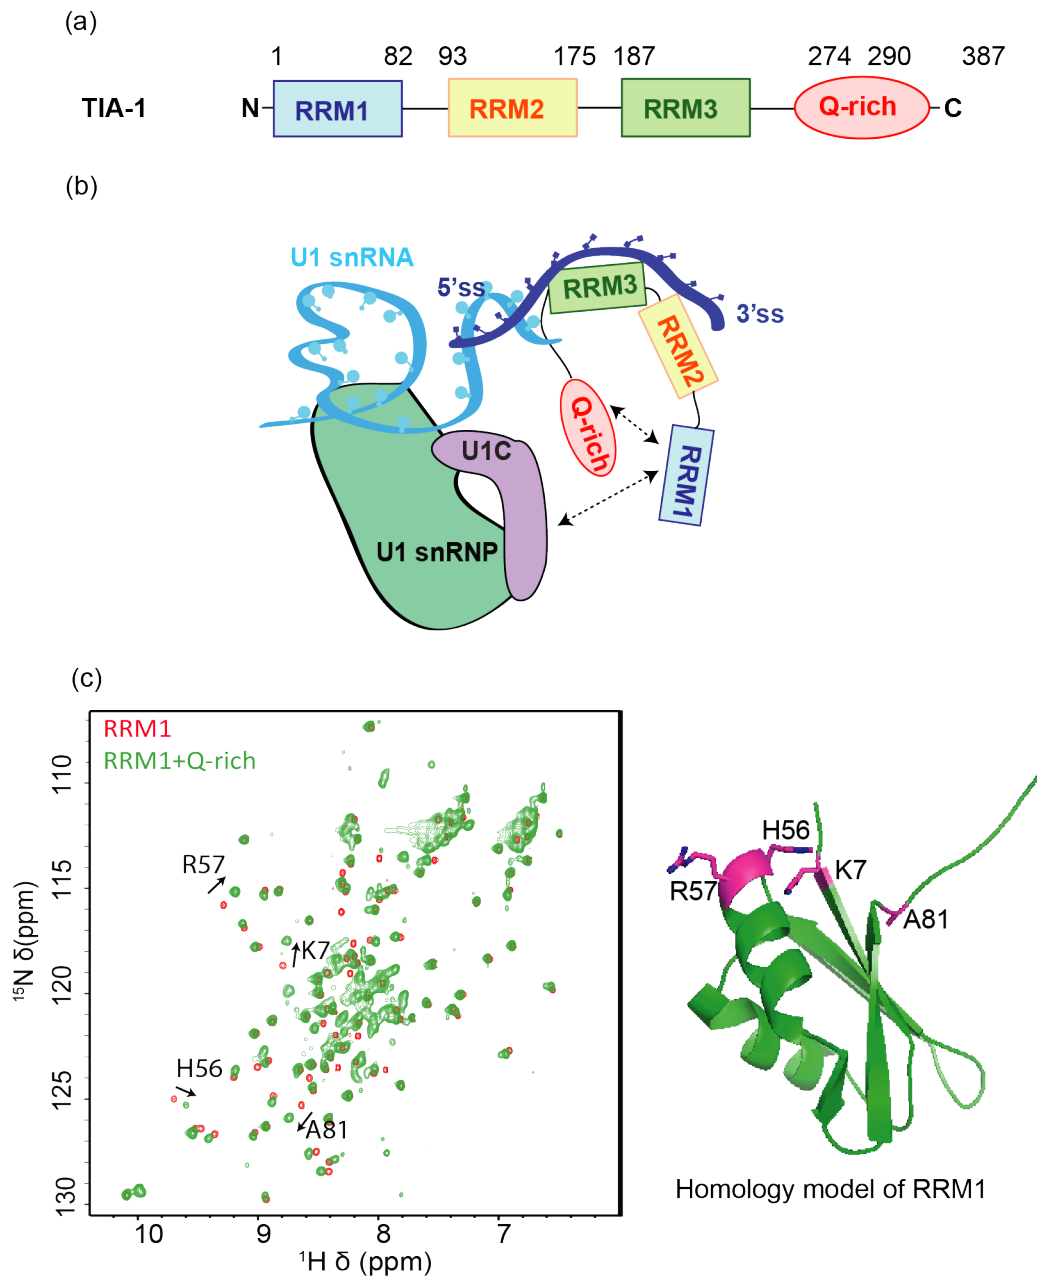 (a)
1 82 93 175 187 274 290 387
TIA-1 N RRM1 RRM2 RRM3 Q-rich C
(b)
U1 snRNA
5'ss
RRM3
3'ss
RRM2
Q-rich
U1C
RRM1
U1 snRNP
(c)
RRM1
RRM1+Q-rich
110
115
120
125
130
15N δ(ppm)
R57
K7
H56
A81
10 9 8 7
1H δ (ppm)
H56
R57
K7
A81
Homology model of RRM1